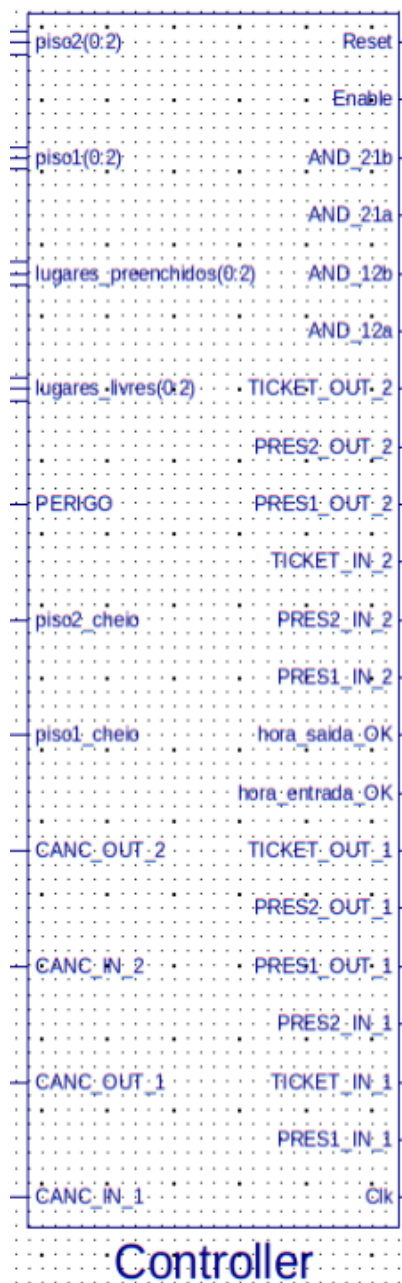 piso2(0:2) Reset
Enable
piso1(0:2) AND_21b
AND_21a
lugares_preenchidos(0:2) AND_12b
AND_12a
lugares_livres(0:2) TICKET_OUT_2
PRES2_OUT_2
PERIGO PRES1_OUT_2
TICKET_IN_2
piso2_cheio PRES2_IN_2
PRES1_IN_2
piso1_cheio hora_saida_OK
hora_entrada_OK
CANC_OUT_2 TICKET_OUT_1
PRES2_OUT_1
CANC_IN_2 PRES1_OUT_1
PRES2_IN_1
CANC_OUT_1 TICKET_IN_1
PRES1_IN_1
CANC_IN_1 Clk
Controller